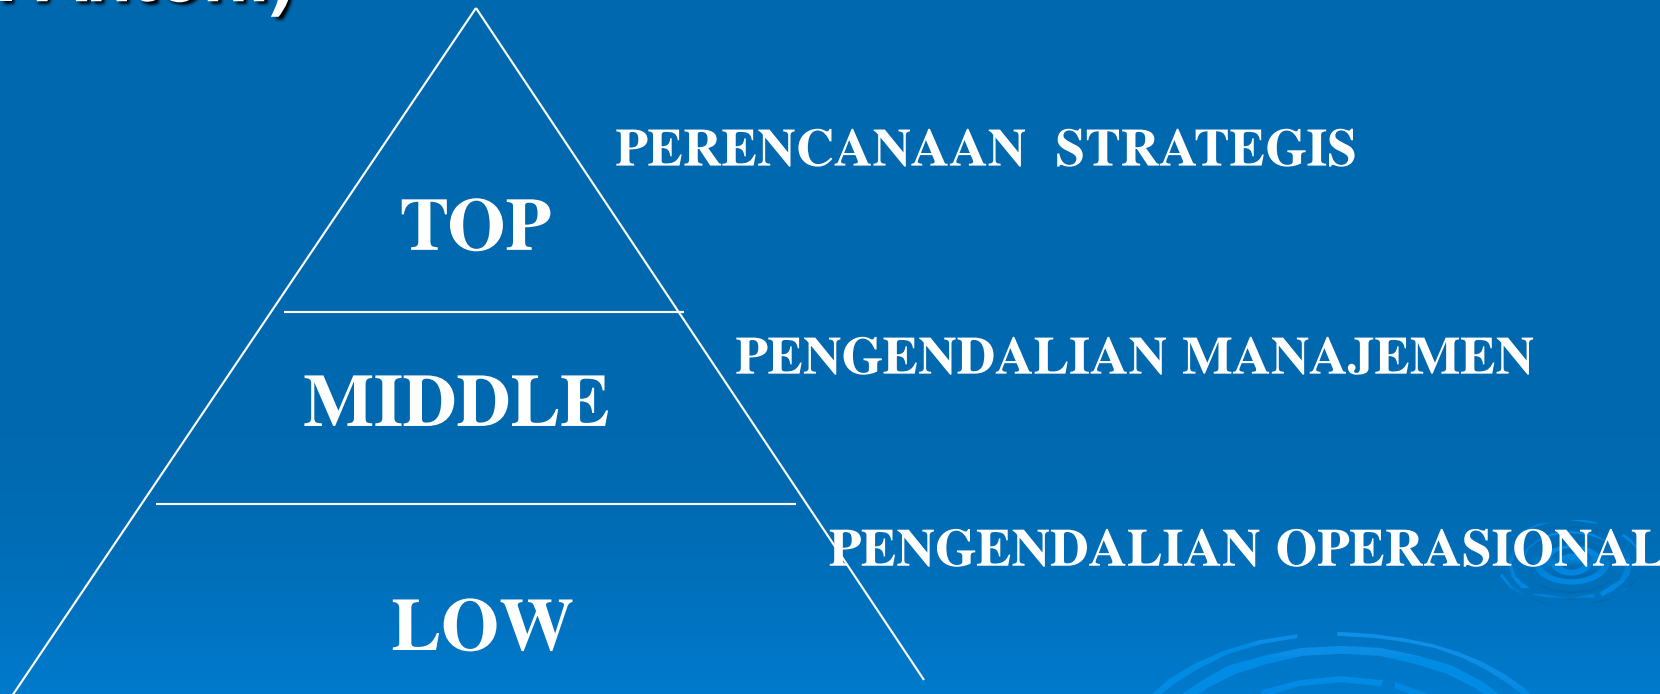 PERENCANAAN STRATEGIS
TOP
PENGENDALIAN MANAJEMEN
MIDDLE
PENGENDALIAN OPERASIONAL
LOW